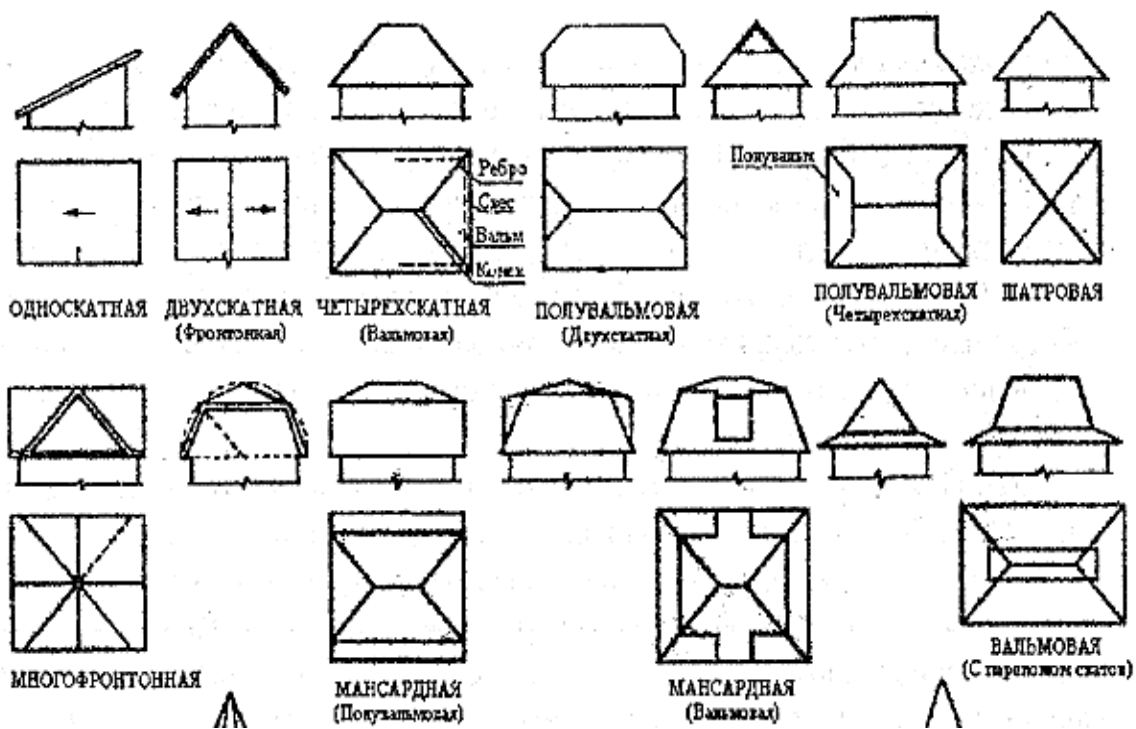 Ребро
Свес
Вальм
Конек
Полувальм
ОДНОСКАТНАЯ
ДВУХСКАТНАЯ
(Фронтонная)
ЧЕТЫРЕХСКАТНАЯ
(Вальмовая)
ПОЛУВАЛЬМОВАЯ
(Двухскатная)
ПОЛУВАЛЬМОВАЯ
(Четырехскатная)
ШАТРОВАЯ
МНОГОФРОНТОННАЯ
МАНСАРДНАЯ
(Полувальмовая)
МАНСАРДНАЯ
(Вальмовая)
ВАЛЬМОВАЯ
(С переломом скатов)